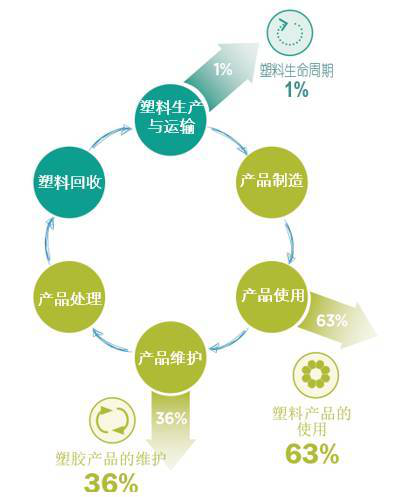 1%
塑料生命周期
1%
塑料生产
与运输
塑料回收
产品制造
产品处理
产品使用
63%
产品维护
36%
塑料产品的
使用
63%
塑胶产品的维护
36%